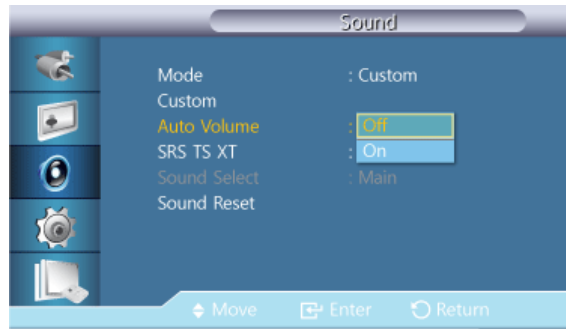 Sound
Mode : Custom
Custom
Auto Volume : Off
SRS TS XT : On
Sound Select : Main
Sound Reset
Move Enter Return